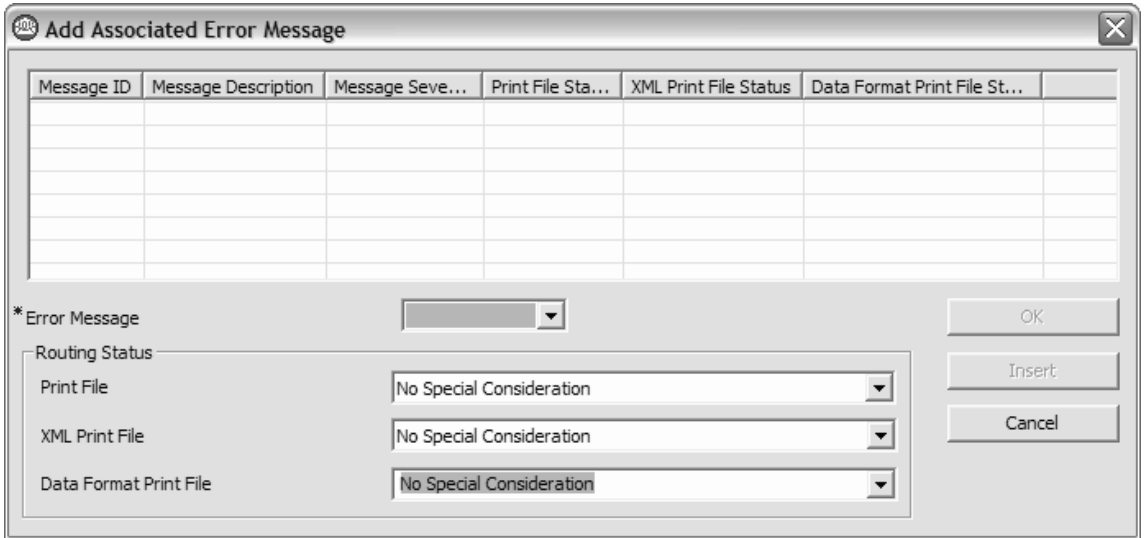 Add Associated Error Message
Message ID Message Description Message Seve... Print File Sta... XML Print File Status Data Format Print File St...
*Error Message
OK
Routing Status
Insert
Print File No Special Consideration
Cancel
XML Print File No Special Consideration
Data Format Print File No Special Consideration